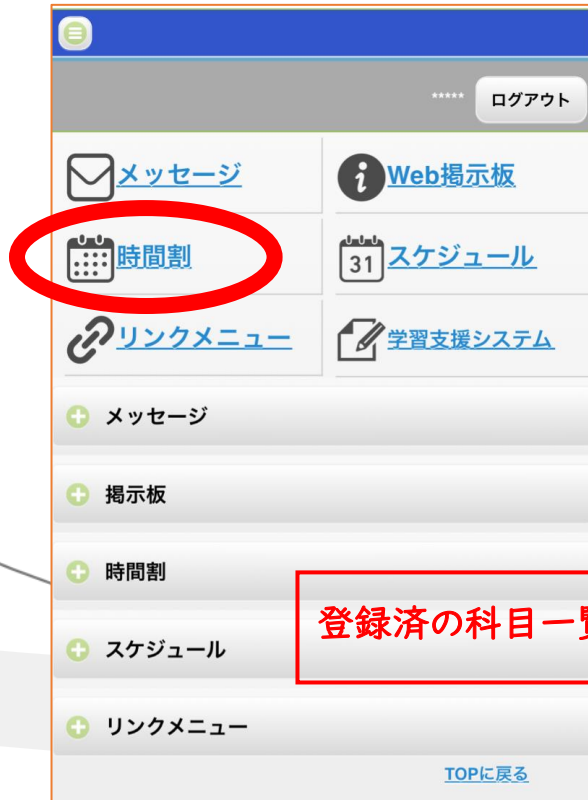 ***** ログアウト
メッセージ
Web掲示板
時間割
31 スケジュール
リンクメニュー
学習支援システム
メッセージ
掲示板
時間割
登録済の科目一覧
スケジュール
リンクメニュー
TOPに戻る